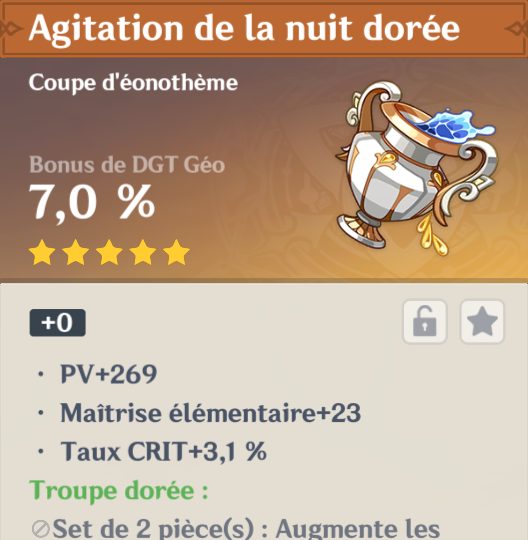 Agitation de la nuit dorée
Coupe d'éonothème
Bonus de DGT Géo
7,0 %
+0
· PV+269
· Maîtrise élémentaire+23
· Taux CRIT+3,1 %
Troupe dorée :
Set de 2 pièce(s) : Augmente les